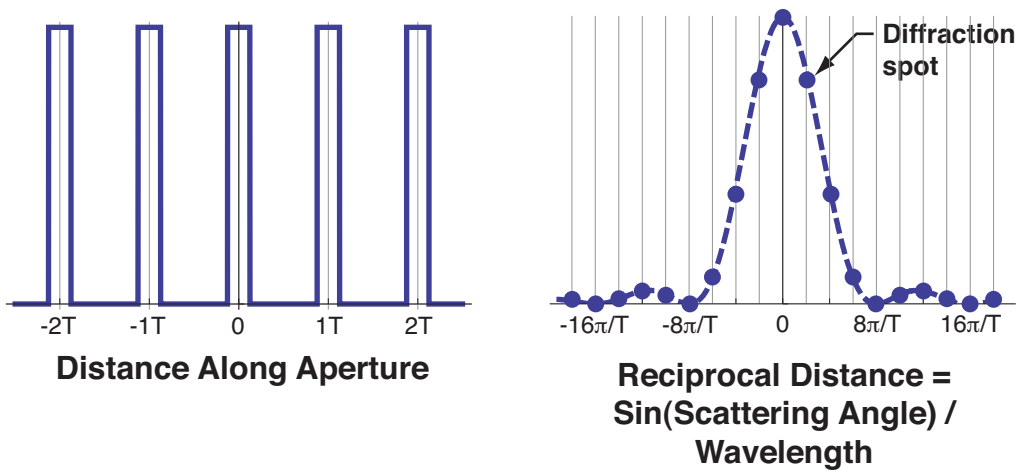 -2T -1T 0 1T 2T
Distance Along Aperture
Diffraction
spot
-16π/T -8π/T 0 8π/T 16π/T
Reciprocal Distance =
Sin(Scattering Angle) /
Wavelength